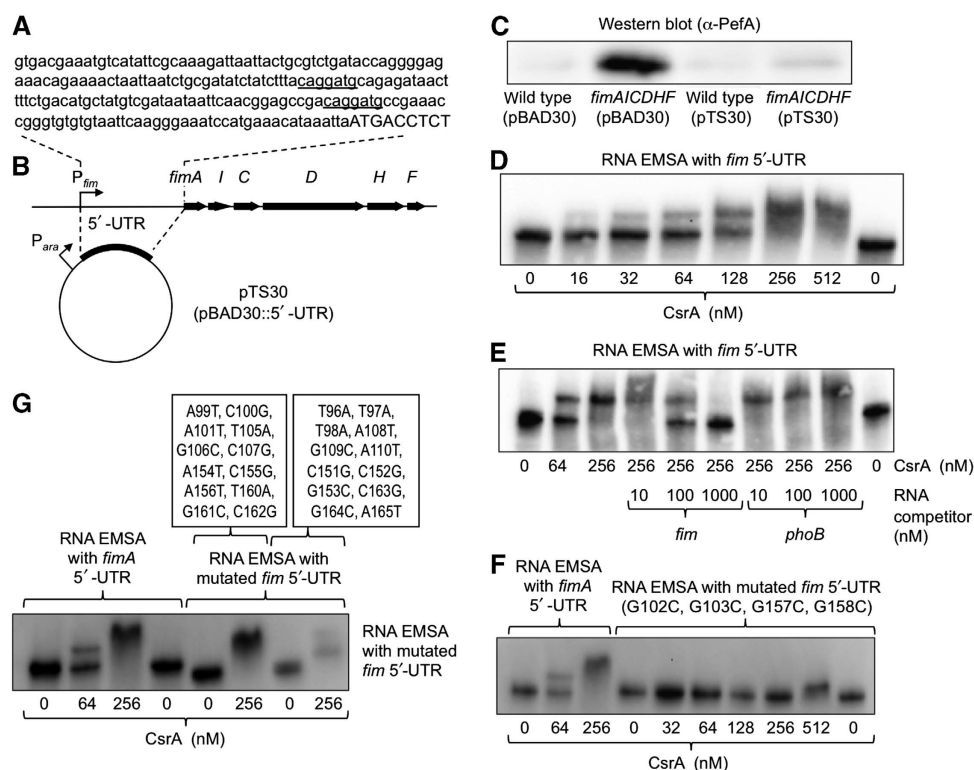 A
gtgacgaaatgtcatattcgcaaagattaattactgcgtctgataccaggggag
aaacagaaaactaattaatctgcgatatctatctttacaggatgcagagataact
tttctgacatgctatgtcgataataattcaacggagccgacaggatgccgaaac
cgggtgtgtgtaattcaagggaaatccatgaaacataaattaATGACCTCT
B
Pfim
fimA I C D H F
5′ -UTR
Para
pTS30
(pBAD30::5′ -UTR)
C
Western blot (α-PefA)
Wild type fimAICDHF Wild type fimAICDHF
(pBAD30) (pBAD30) (pTS30) (pTS30)
D
RNA EMSA with fim 5′-UTR
0 16 32 64 128 256 512 0
CsrA (nM)
E
RNA EMSA with fim 5′-UTR
0 64 256 256 256 256 256 256 256 0 CsrA (nM)
10 100 1000 10 100 1000 RNA
competitor
fim phoB (nM)
F
RNA EMSA
with fimA
5′ -UTR
RNA EMSA with mutated fim 5′-UTR
(G102C, G103C, G157C, G158C)
0 64 256 0 32 64 128 256 512 0
CsrA (nM)
G
A99T, C100G,
A101T, T105A,
G106C, C107G,
A154T, C155G,
A156T, T160A,
G161C, C162G
T96A, T97A,
T98A, A108T,
G109C, A110T,
C151G, C152G,
G153C, C163G,
G164C, A165T
RNA EMSA
with fimA
5′ -UTR
RNA EMSA with
mutated fim 5′-UTR
RNA EMSA
with mutated
fim 5′-UTR
0 64 256 0 0 256 0 256
CsrA (nM)